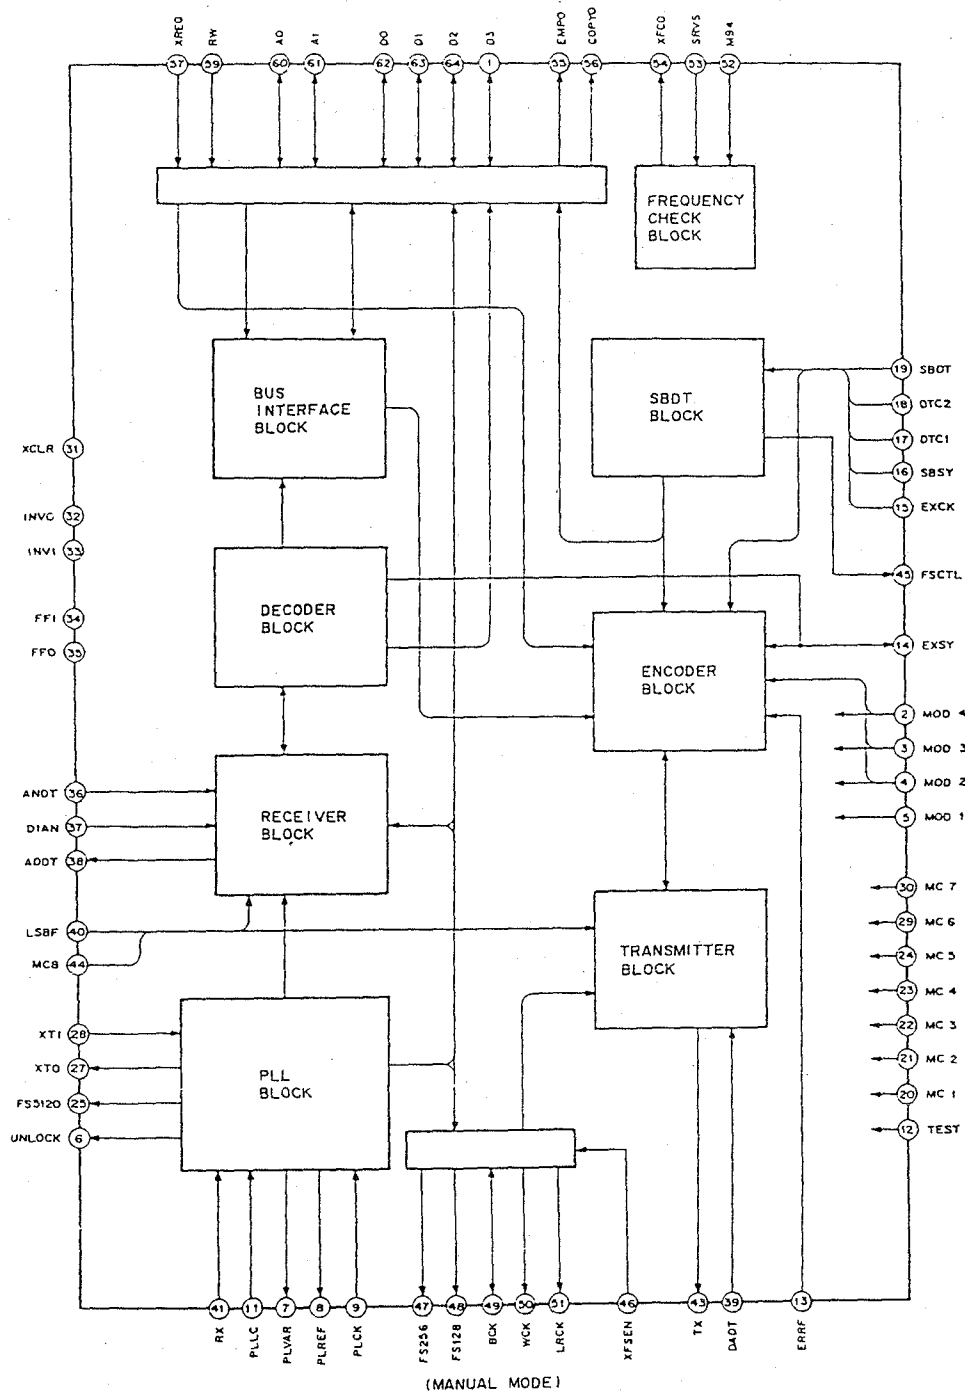 XREQ RW A0 A1 D0 D1 D2 D3 EMPO COPYO XFCO SRVS M94
57 59 60 61 62 63 64 1 55 56 54 53 52
FREQUENCY
CHECK
BLOCK
BUS
INTERFACE
BLOCK
SBDT
BLOCK
19 SBDT
18 DTC2
17 DTC1
16 SBSY
15 EXCK
XCLR 31
INVO 32
INVI 33
45 FSCTL
DECODER
BLOCK
FFI 34
FFO 35
14 EXSY
ENCODER
BLOCK
2 MOD 4
3 MOD 3
4 MOD 2
5 MOD 1
ANDT 36
DIAN 37
ADDT 38
RECEIVER
BLOCK
30 MC 7
29 MC 6
24 MC 5
23 MC 4
22 MC 3
21 MC 2
20 MC 1
12 TEST
LSBF 40
MC8 44
TRANSMITTER
BLOCK
XTI 28
XTO 27
FS512O 25
UNLOCK 6
PLL
BLOCK
41 11 7 8 9 47 48 49 50 51 46 43 39 13
RX PLLC PLVAR PLREF PLCK FS256 FS128 BCK WCK LRCK XFSEN TX DADT ERRF
(MANUAL MODE)